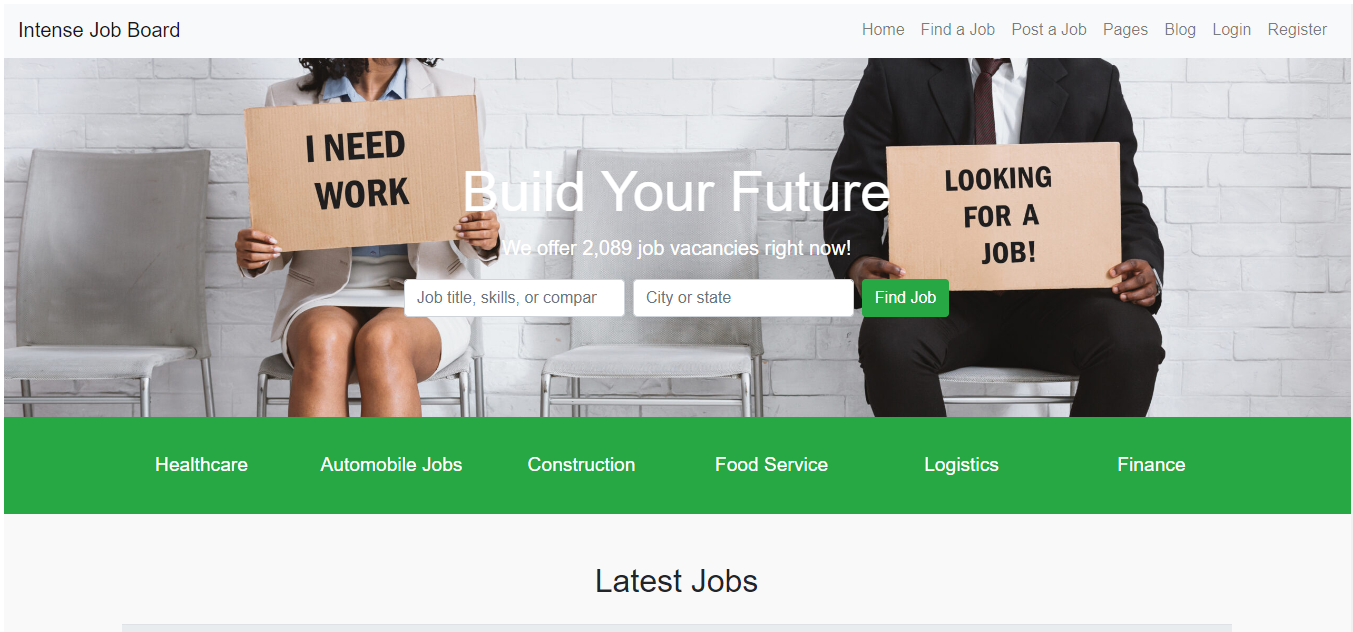 Intense Job Board
Home Find a Job Post a Job Pages Blog Login Register
I NEED
WORK
LOOKING
FOR A
JOB!
Build Your Future
We offer 2,089 job vacancies right now!
Job title, skills, or compar
City or state
Find Job
Healthcare Automobile Jobs Construction Food Service Logistics Finance
Latest Jobs